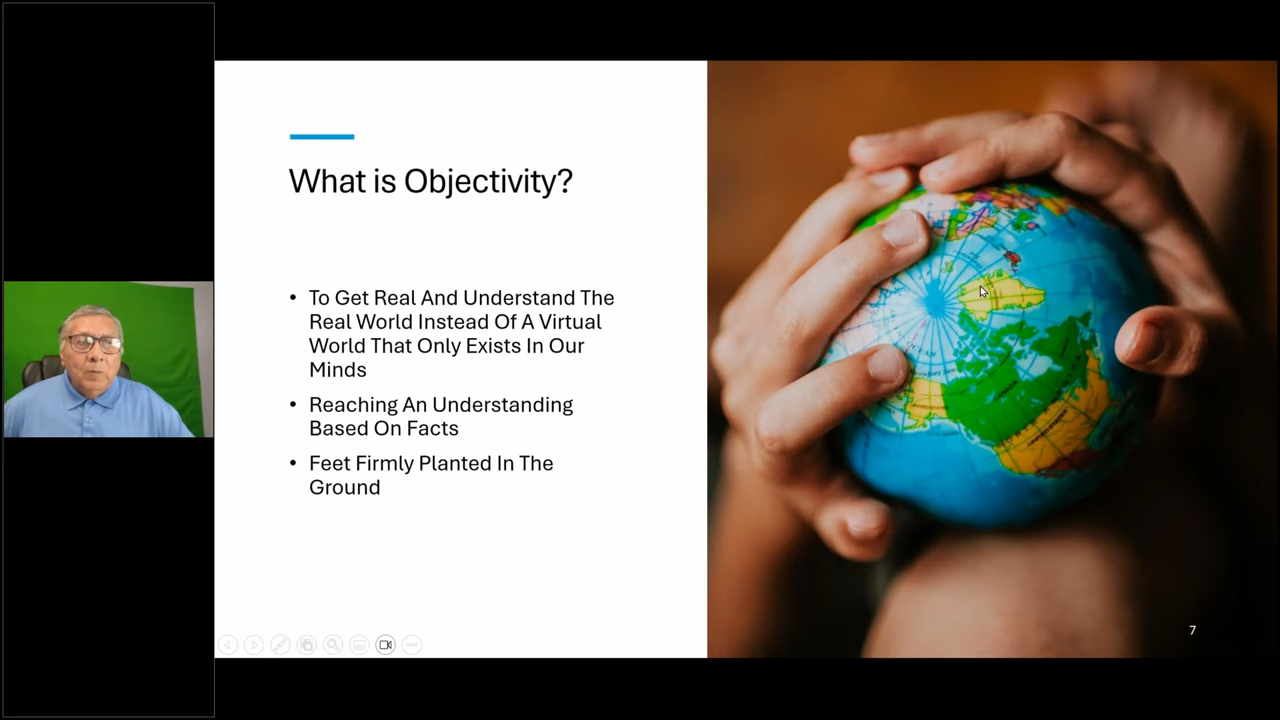 What is Objectivity?
• To Get Real And Understand The
Real World Instead Of A Virtual
World That Only Exists In Our
Minds
• Reaching An Understanding
Based On Facts
• Feet Firmly Planted In The
Ground
7